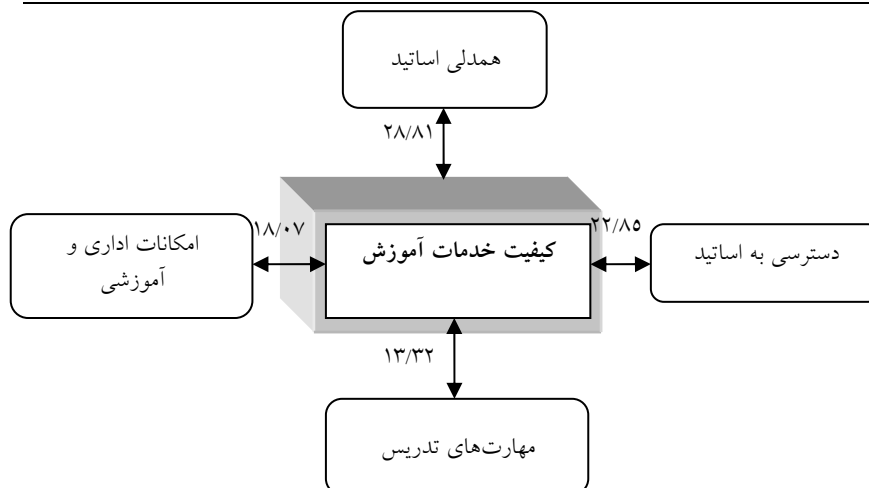 همدلی اساتید
۲۸/۸۱
۲۲/۸۵
۱۸/۰۷
دسترسی به اساتید
کیفیت خدمات آموزش
امکانات اداری و
آموزشی
۱۳/۳۲
مهارت‌های تدریس